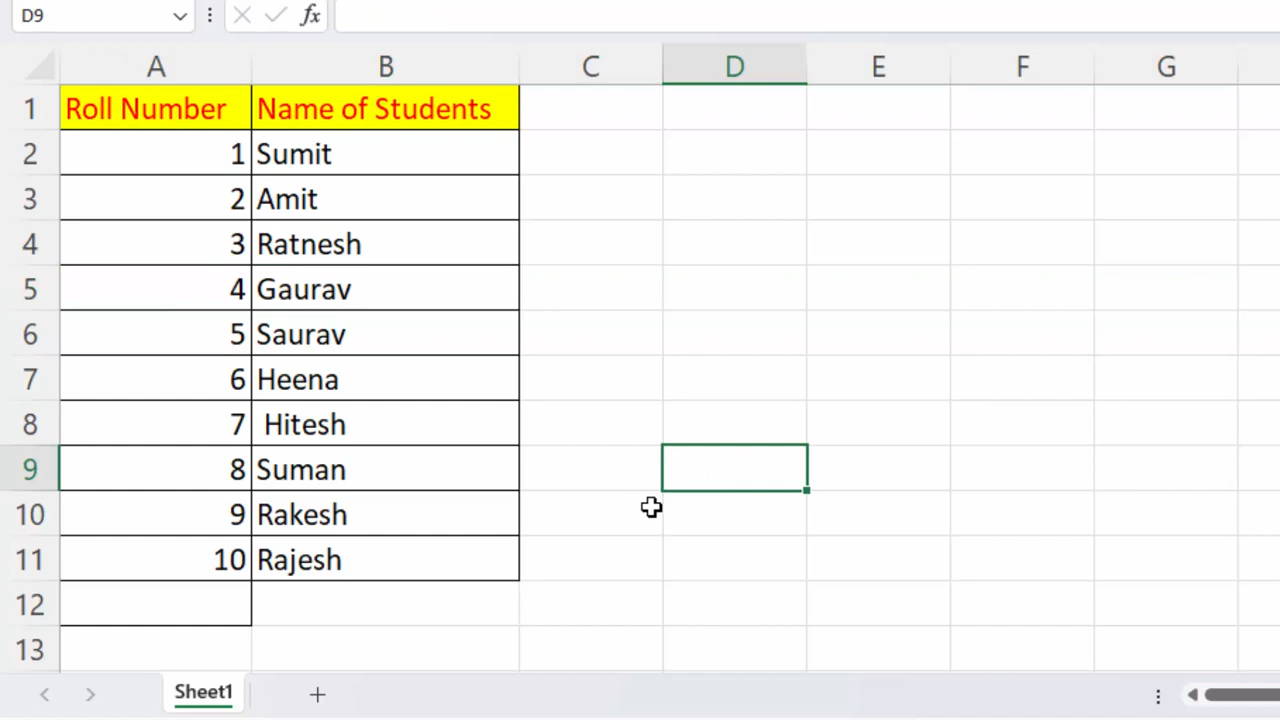 D9 fx
A B C D E F G
1 Roll Number Name of Students
2 1 Sumit
3 2 Amit
4 3 Ratnesh
5 4 Gaurav
6 5 Saurav
7 6 Heena
8 7 Hitesh
9 8 Suman
10 9 Rakesh
11 10 Rajesh
12
13
Sheet1